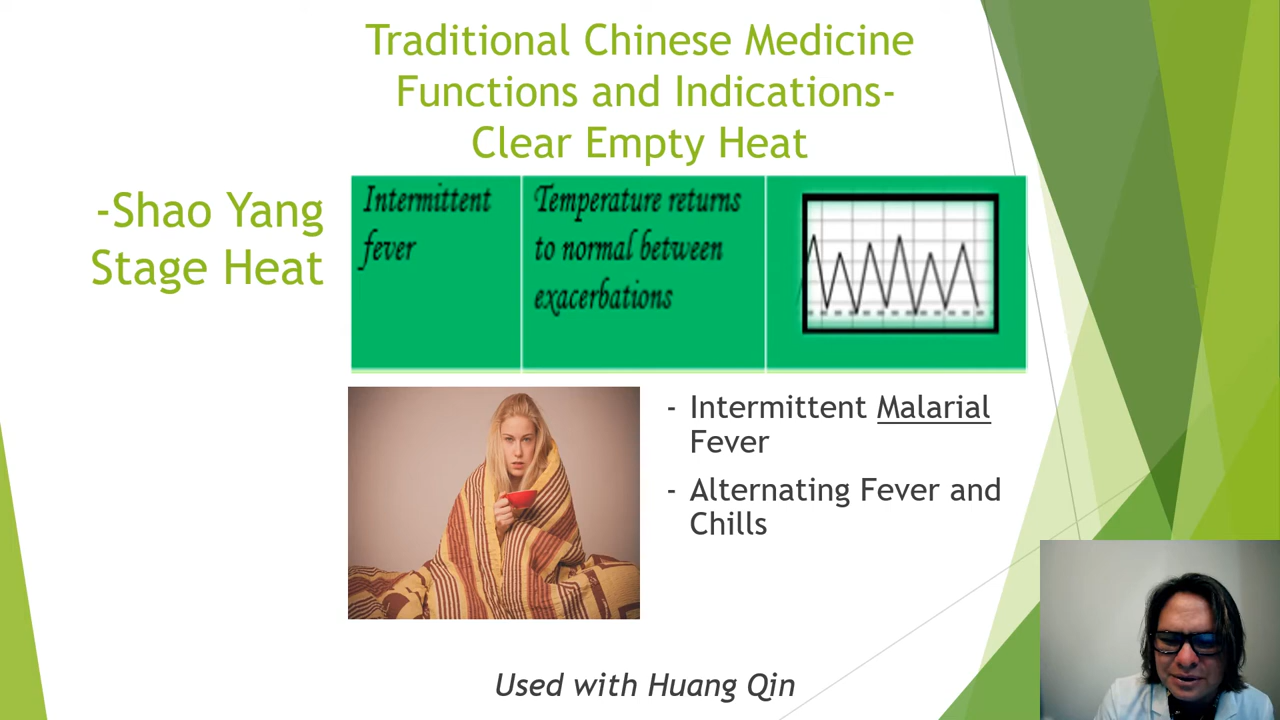 Traditional Chinese Medicine
Functions and Indications-
Clear Empty Heat
-Shao Yang
Stage Heat
Intermittent
fever
Temperature returns
to normal between
exacerbations
- Intermittent Malarial
Fever
- Alternating Fever and
Chills
Used with Huang Qin